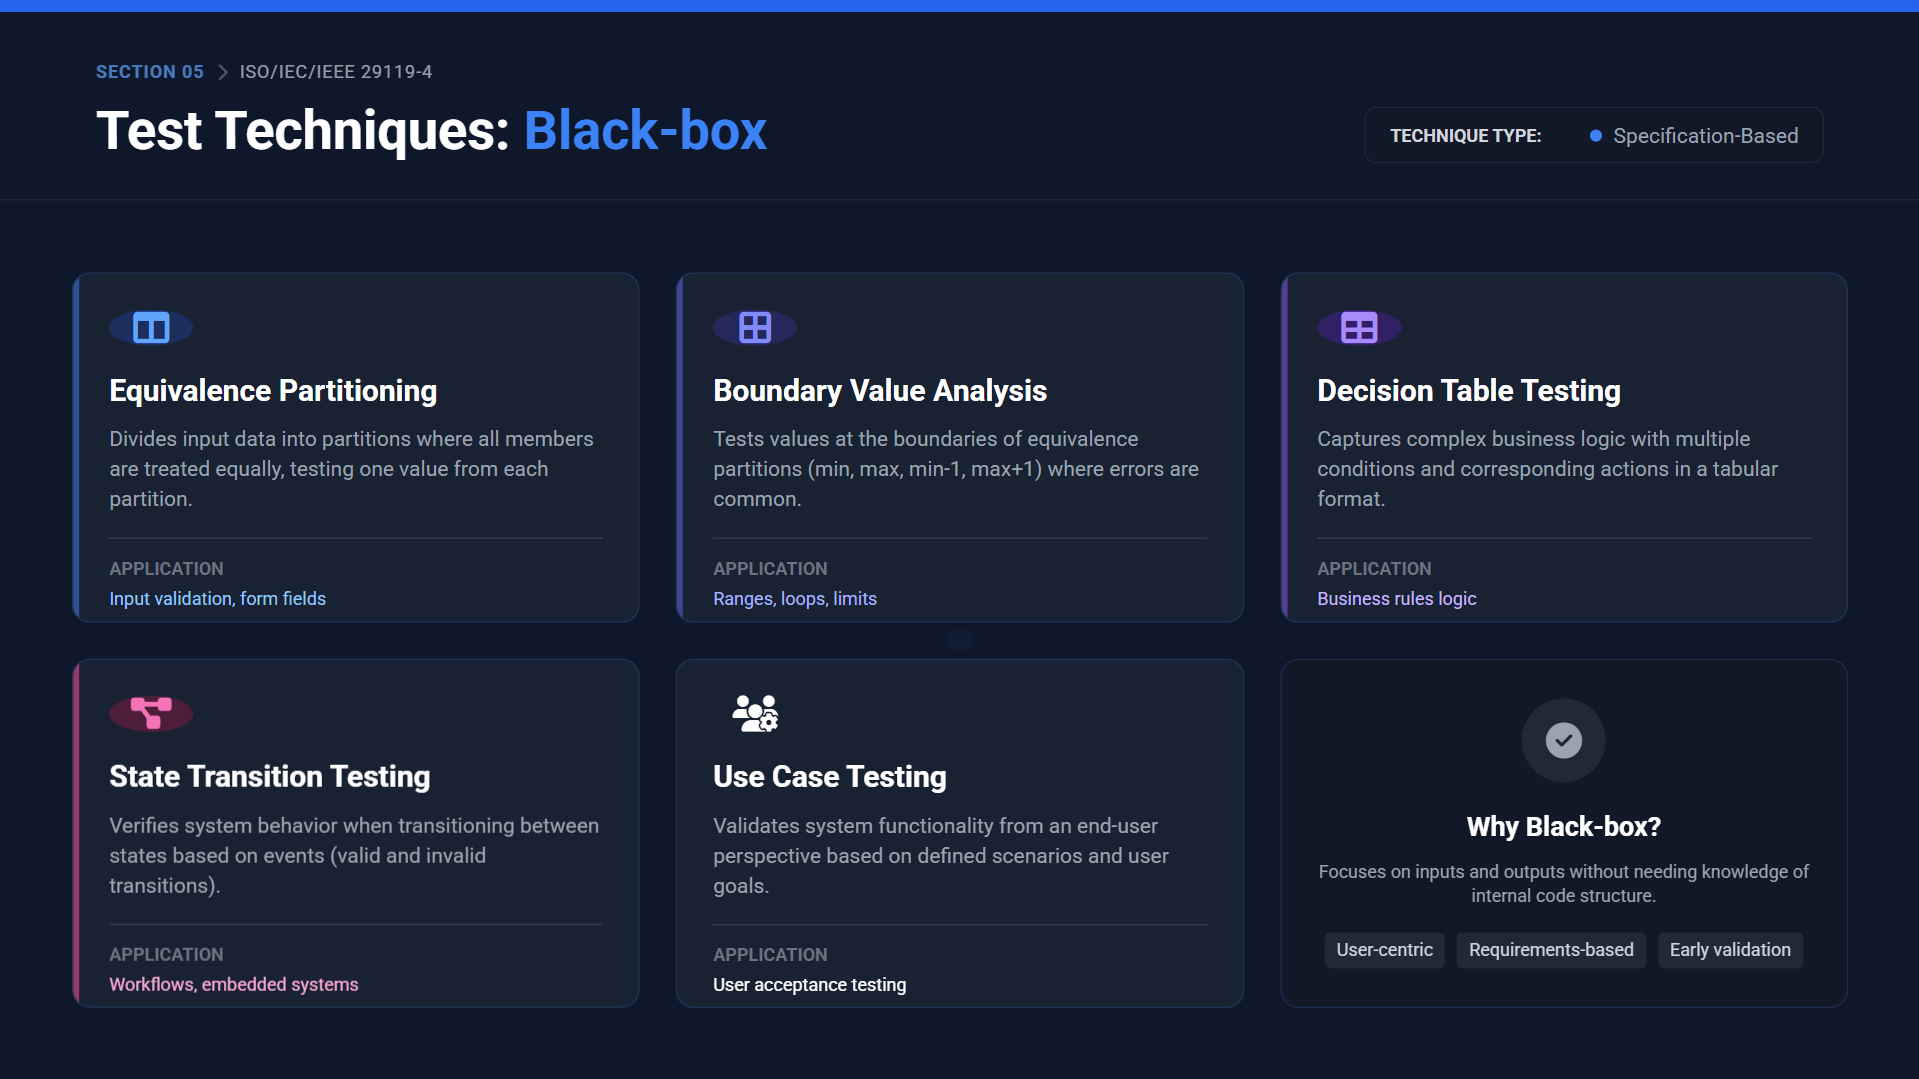 SECTION 05 > ISO/IEC/IEEE 29119-4
Test Techniques: Black-box
TECHNIQUE TYPE: Specification-Based
Equivalence Partitioning
Divides input data into partitions where all members
are treated equally, testing one value from each
partition.
APPLICATION
Input validation, form fields
Boundary Value Analysis
Tests values at the boundaries of equivalence
partitions (min, max, min-1, max+1) where errors are
common.
APPLICATION
Ranges, loops, limits
Decision Table Testing
Captures complex business logic with multiple
conditions and corresponding actions in a tabular
format.
APPLICATION
Business rules logic
State Transition Testing
Verifies system behavior when transitioning between
states based on events (valid and invalid
transitions).
APPLICATION
Workflows, embedded systems
Use Case Testing
Validates system functionality from an end-user
perspective based on defined scenarios and user
goals.
APPLICATION
User acceptance testing
Why Black-box?
Focuses on inputs and outputs without needing knowledge of
internal code structure.
User-centric
Requirements-based
Early validation